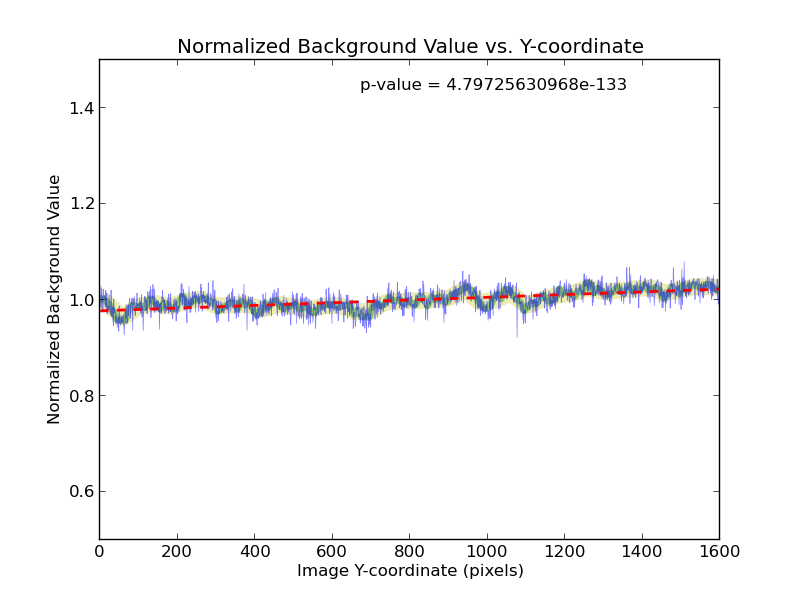 Normalized Background Value vs. Y-coordinate
p-value = 4.79725630968e-133
Normalized Background Value
1.4
1.2
1.0
0.8
0.6
0 200 400 600 800 1000 1200 1400 1600
Image Y-coordinate (pixels)